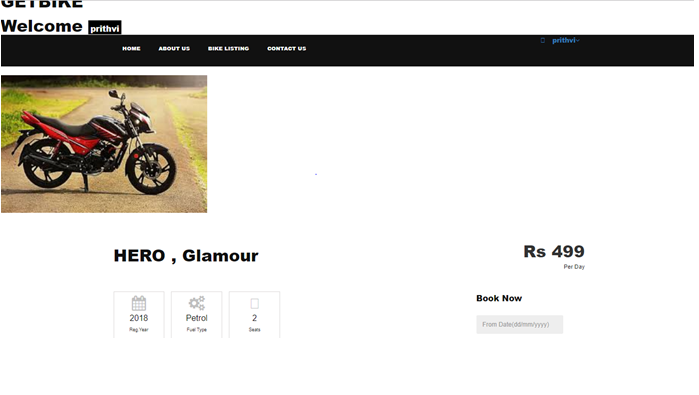 GETBIKE
Welcome prithvi
HOME ABOUT US BIKE LISTING CONTACT US prithvi
HERO , Glamour
Rs 499
Per Day
2018 Petrol 2
Reg Year Fuel Type Seats
Book Now
From Date(dd/mm/yyyy)